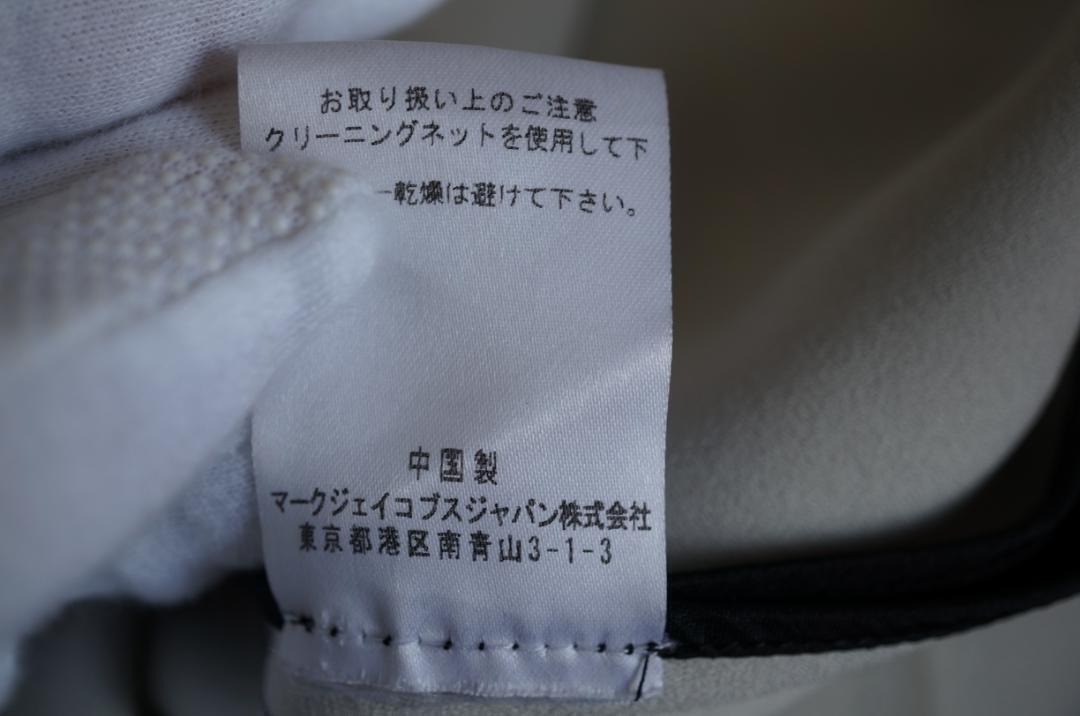 お取り扱い上のご注意
クリーニングネットを使用して下
ー乾燥は避けて下さい。
中国製
マークジェイコブスジャパン株式会社
東京都港区南青山3-1-3